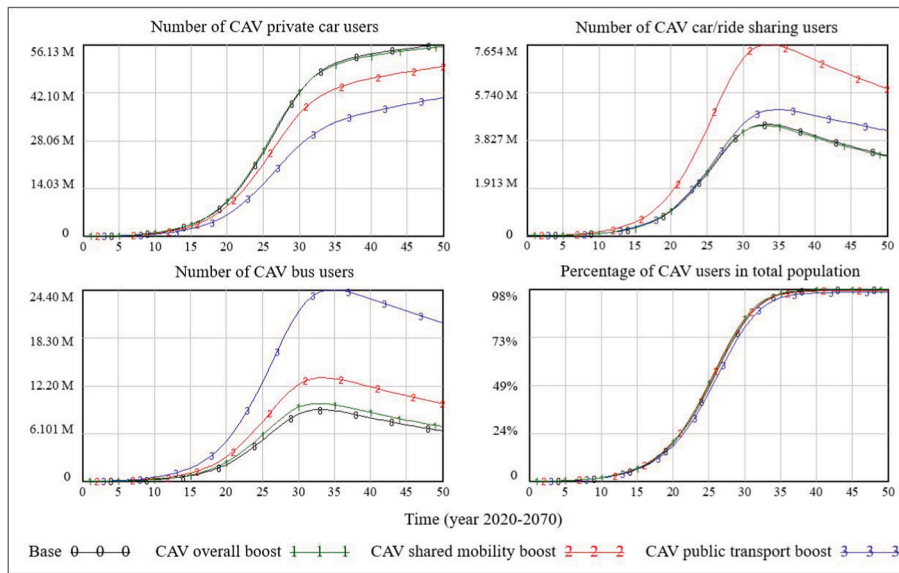 Number of CAV private car users
56.13 M
42.10 M
28.06 M
14.03 M
0
0 5 10 15 20 25 30 35 40 45 50
Number of CAV car/ride sharing users
7.654 M
5.740 M
3.827 M
1.913 M
0
0 5 10 15 20 25 30 35 40 45 50
Number of CAV bus users
24.40 M
18.30 M
12.20 M
6.101 M
0
0 5 10 15 20 25 30 35 40 45 50
Percentage of CAV users in total population
98%
73%
49%
24%
0
0 5 10 15 20 25 30 35 40 45 50
Time (year 2020-2070)
Base 0 0 0 CAV overall boost 1 1 1 CAV shared mobility boost 2 2 2 CAV public transport boost 3 3 3